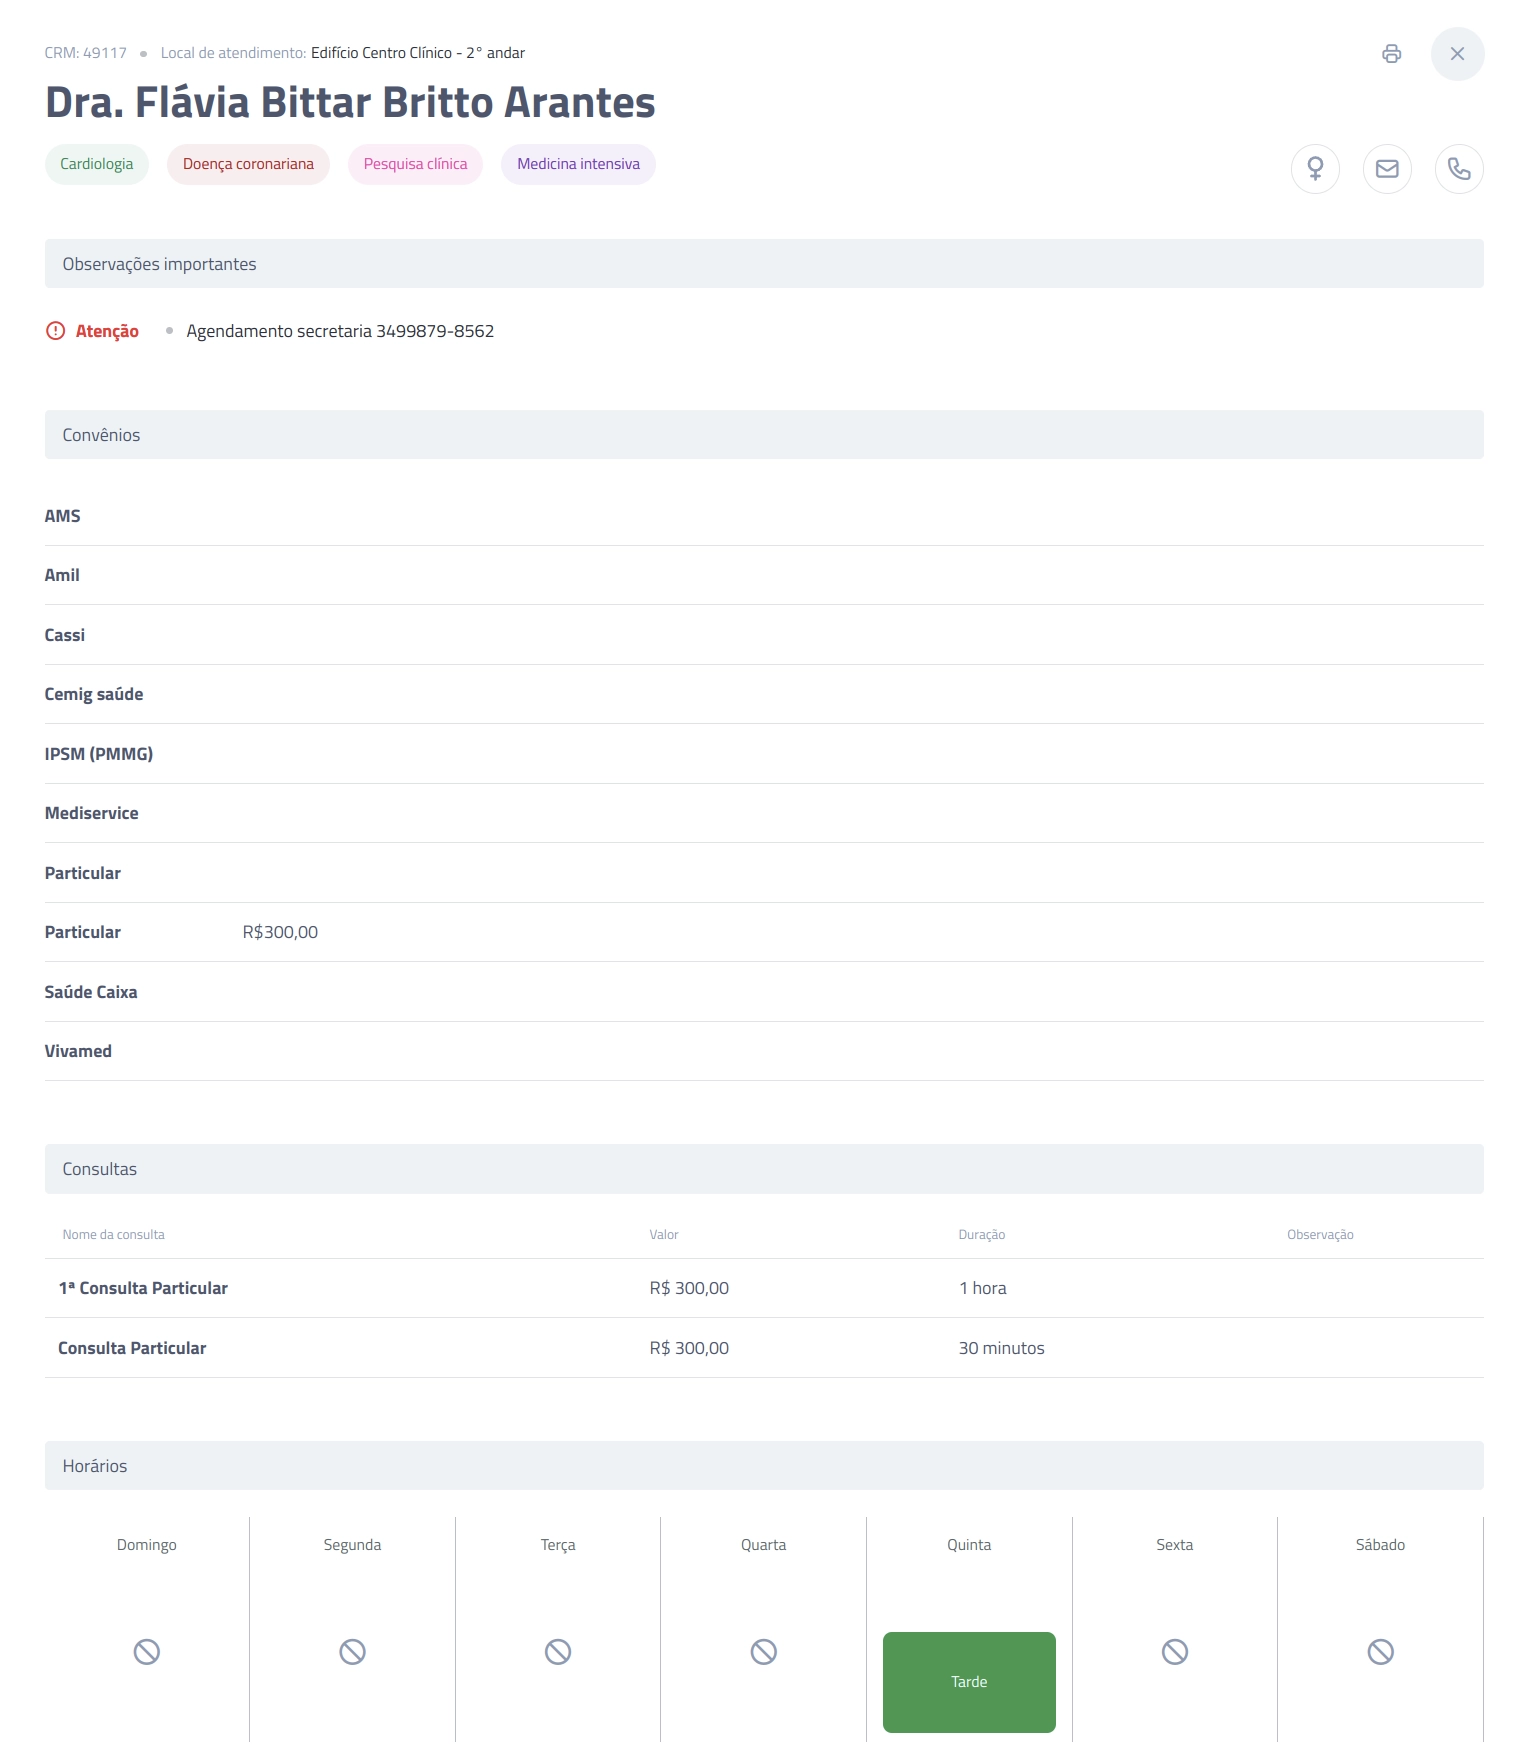 CRM: 49117 • Local de atendimento: Edifício Centro Clínico - 2° andar
Dra. Flávia Bittar Britto Arantes
Cardiologia Doença coronariana Pesquisa clínica Medicina intensiva
Observações importantes
Atenção • Agendamento secretaria 3499879-8562
Convênios
AMS
Amil
Cassi
Cemig saúde
IPSM (PMMG)
Mediservice
Particular
Particular R$300,00
Saúde Caixa
Vivamed
Consultas
Nome da consulta Valor Duração Observação
1ª Consulta Particular R$ 300,00 1 hora
Consulta Particular R$ 300,00 30 minutos
Horários
Domingo Segunda Terça Quarta Quinta Sexta Sábado
Tarde